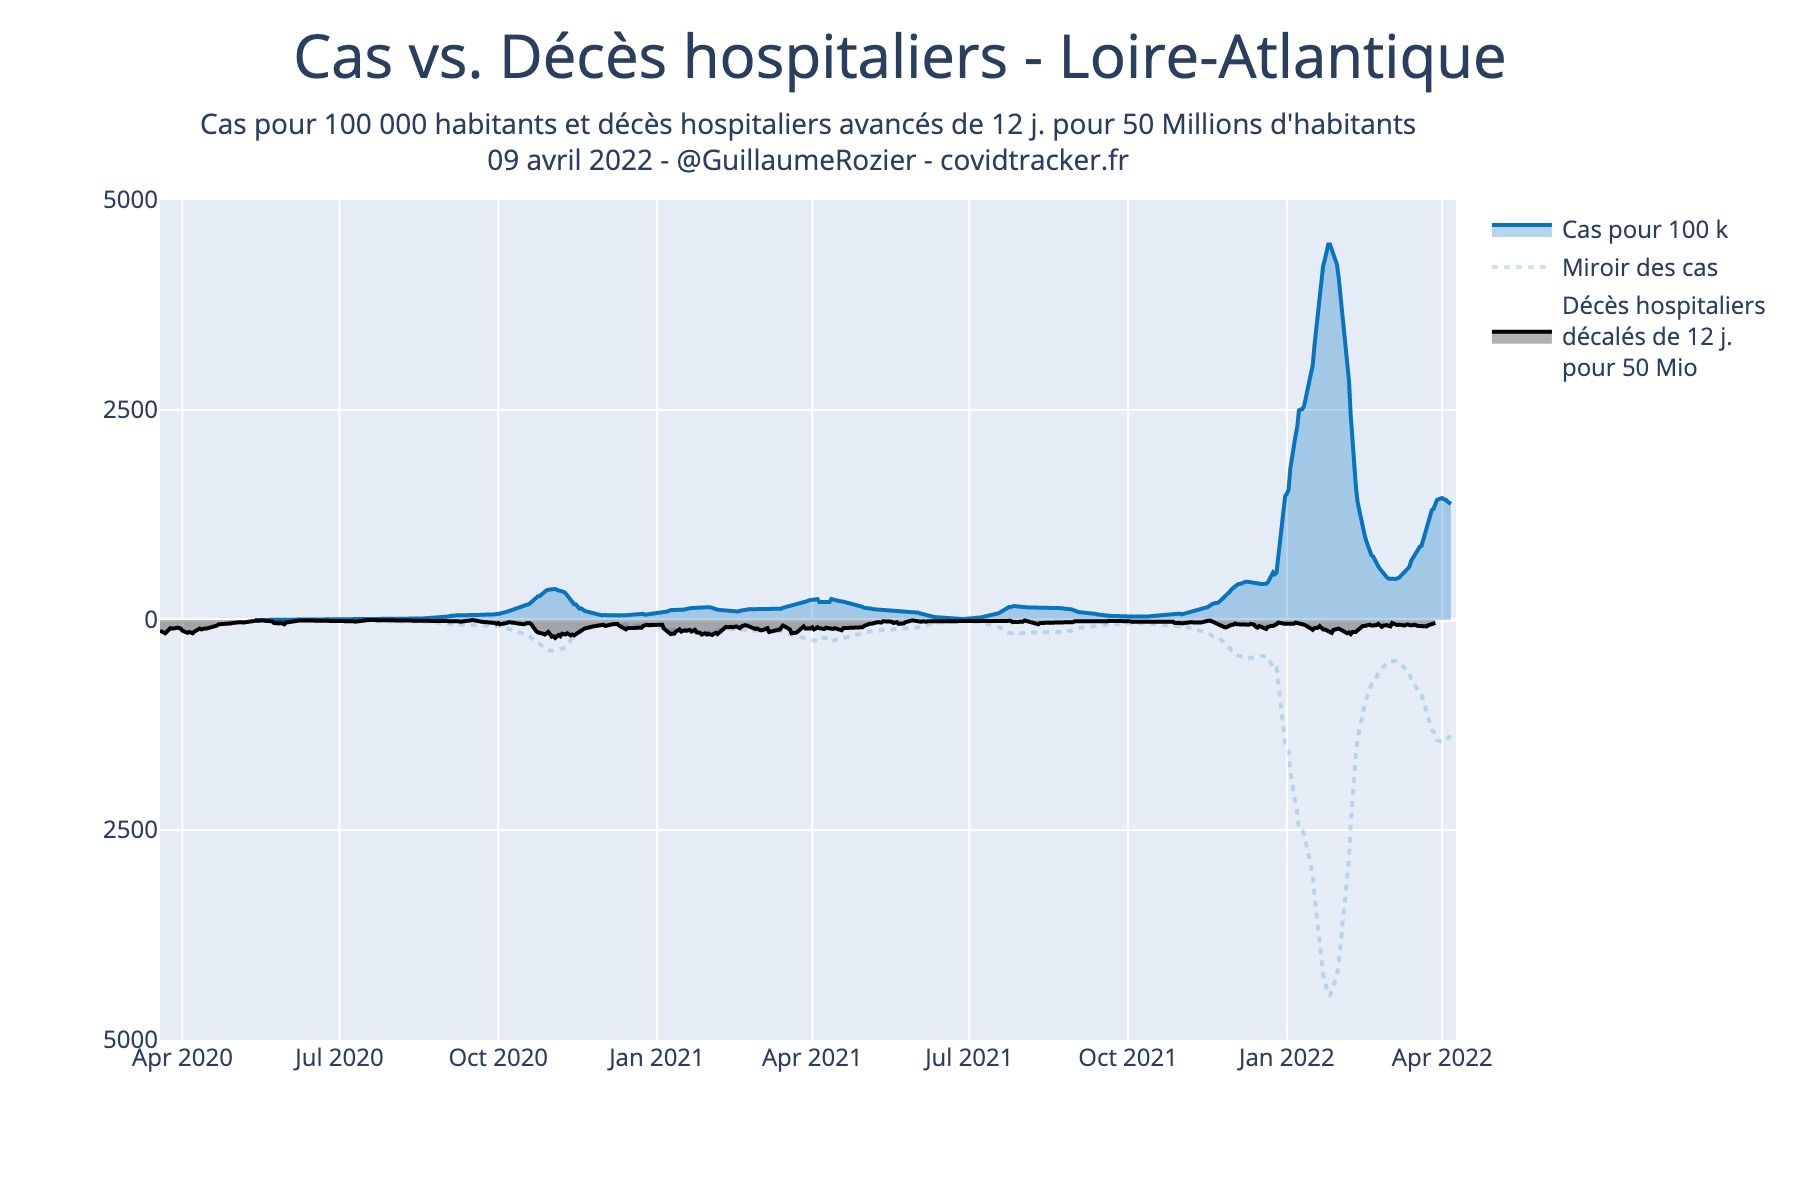 Cas vs. Décès hospitaliers - Loire-Atlantique
Cas pour 100 000 habitants et décès hospitaliers avancés de 12 j. pour 50 Millions d'habitants
09 avril 2022 - @GuillaumeRozier - covidtracker.fr
5000
2500
0
2500
5000
Apr 2020
Jul 2020
Oct 2020
Jan 2021
Apr 2021
Jul 2021
Oct 2021
Jan 2022
Apr 2022
Cas pour 100 k
Miroir des cas
Décès hospitaliers
décalés de 12 j.
pour 50 Mio